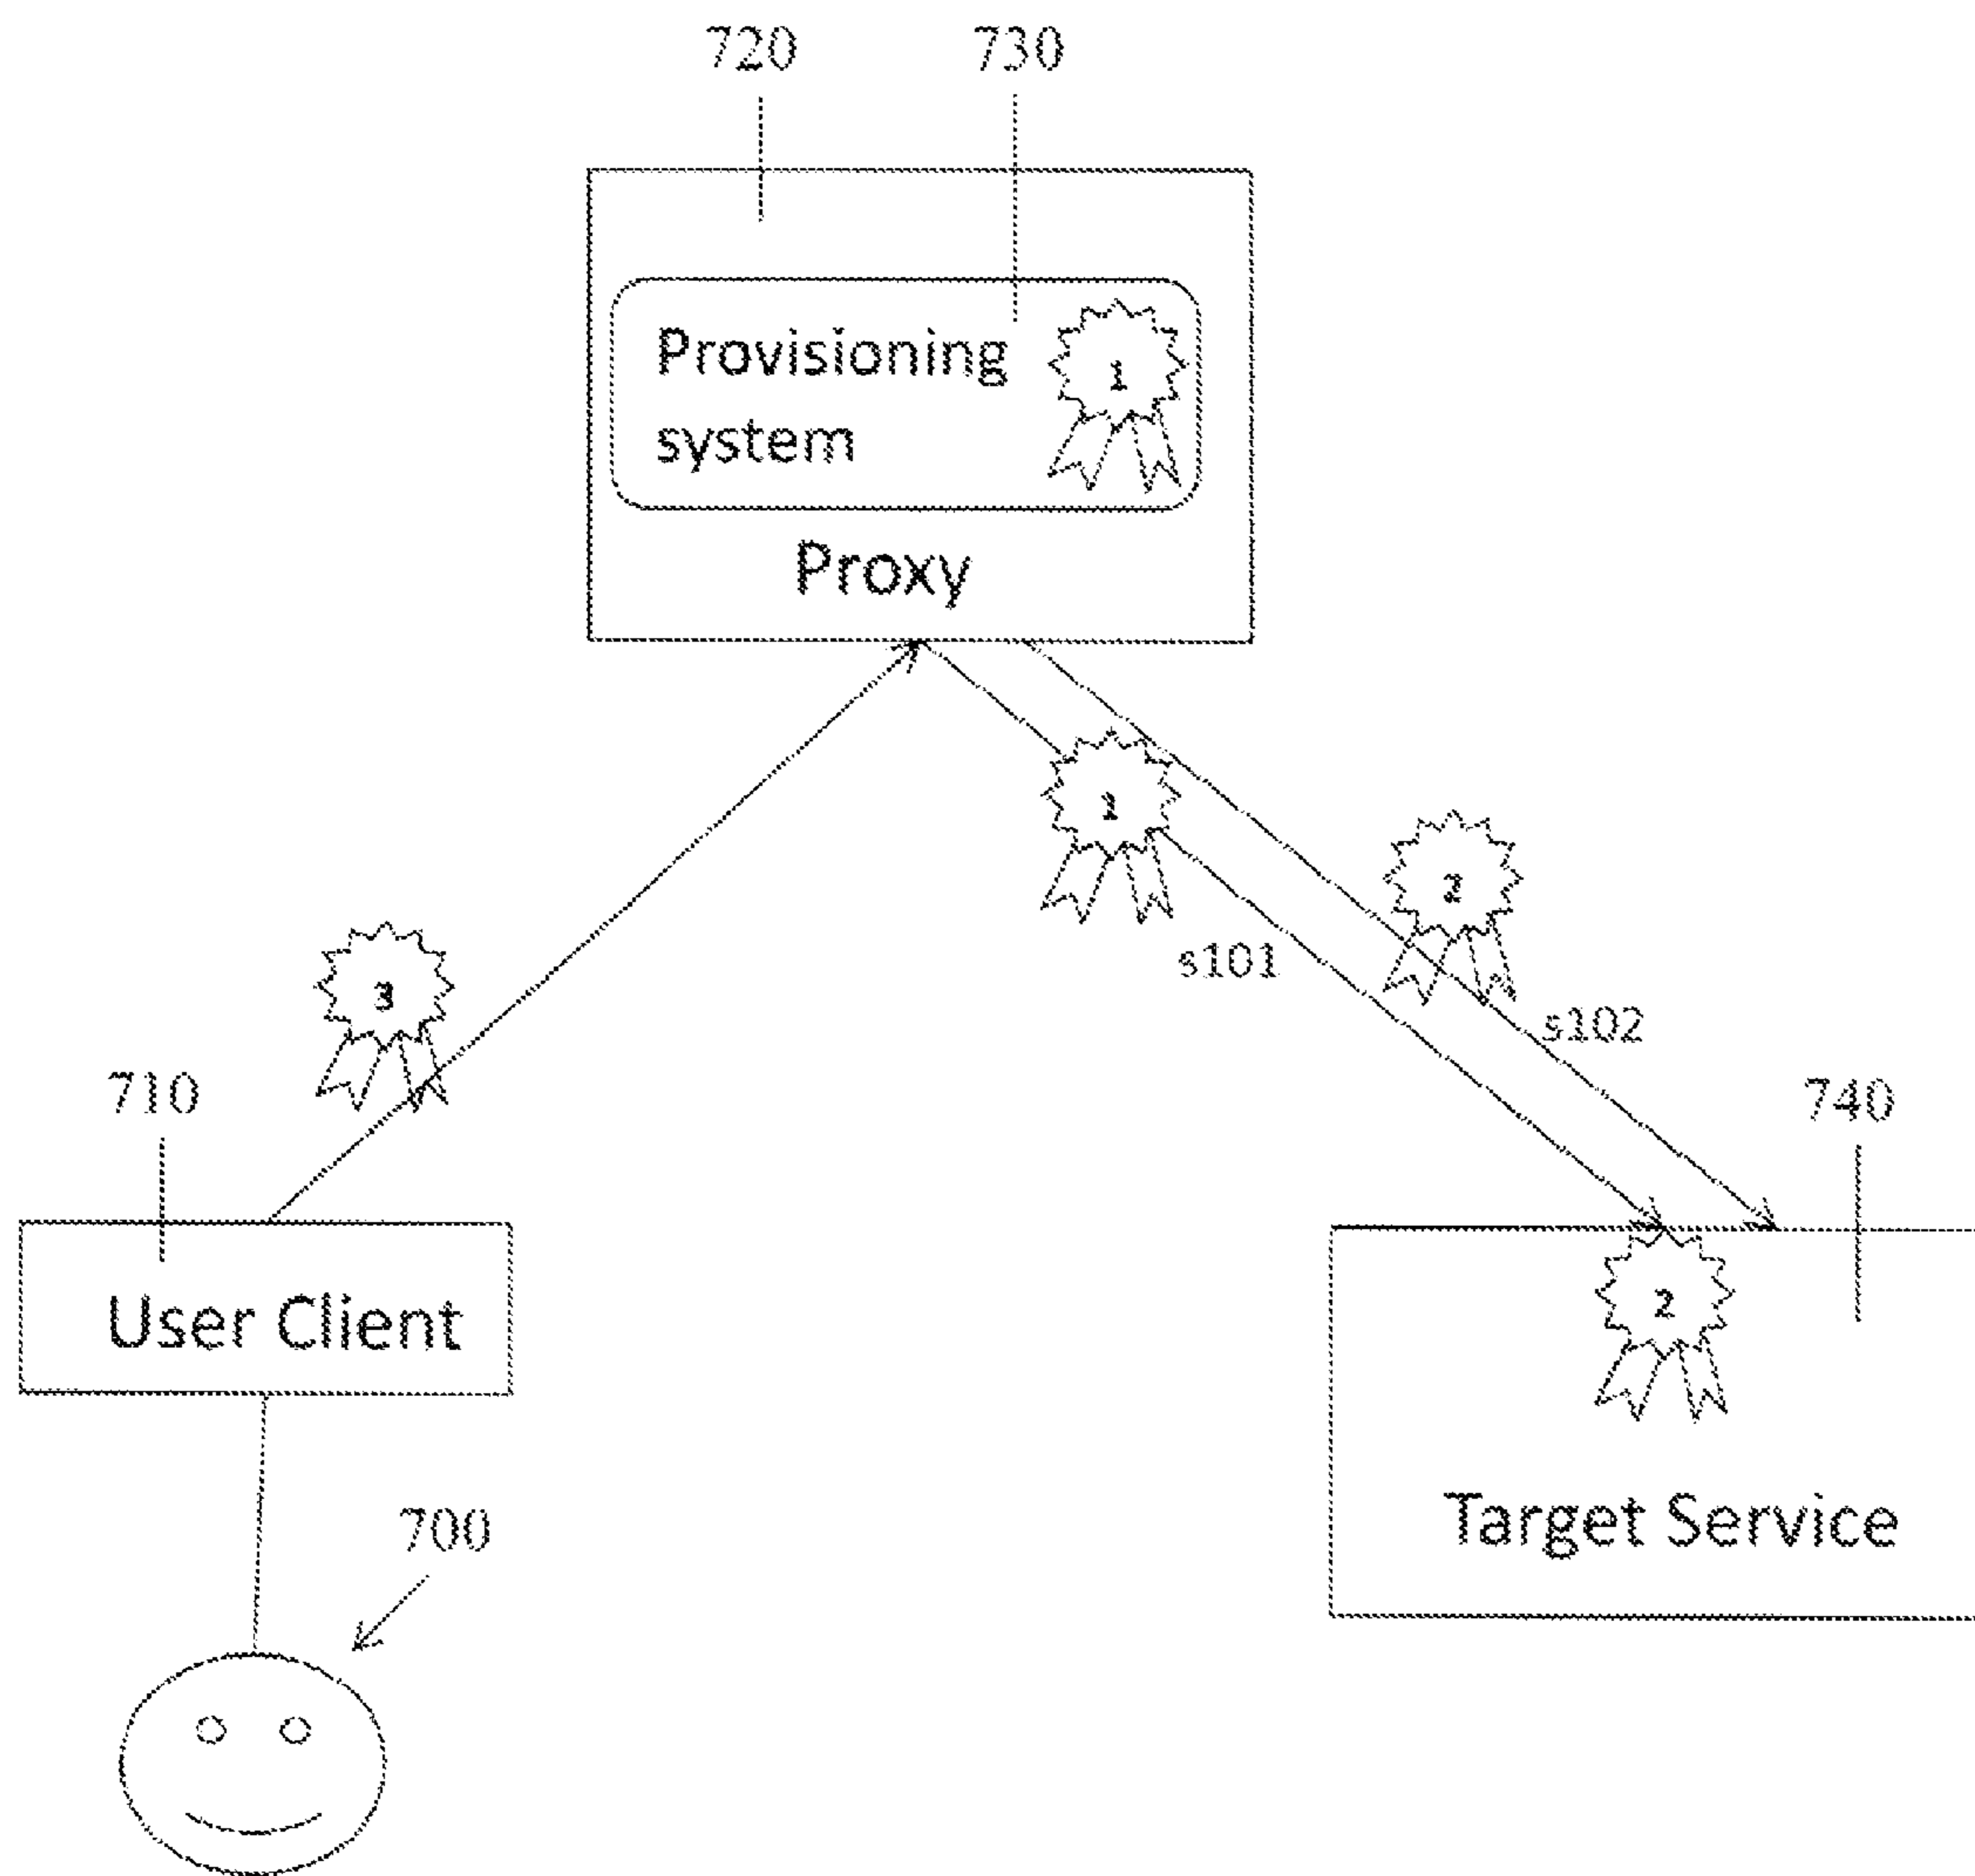 720
730
Provisioning
system
1
Proxy
1
2
s101
3
s102
710
740
User Client
2
Target Service
700